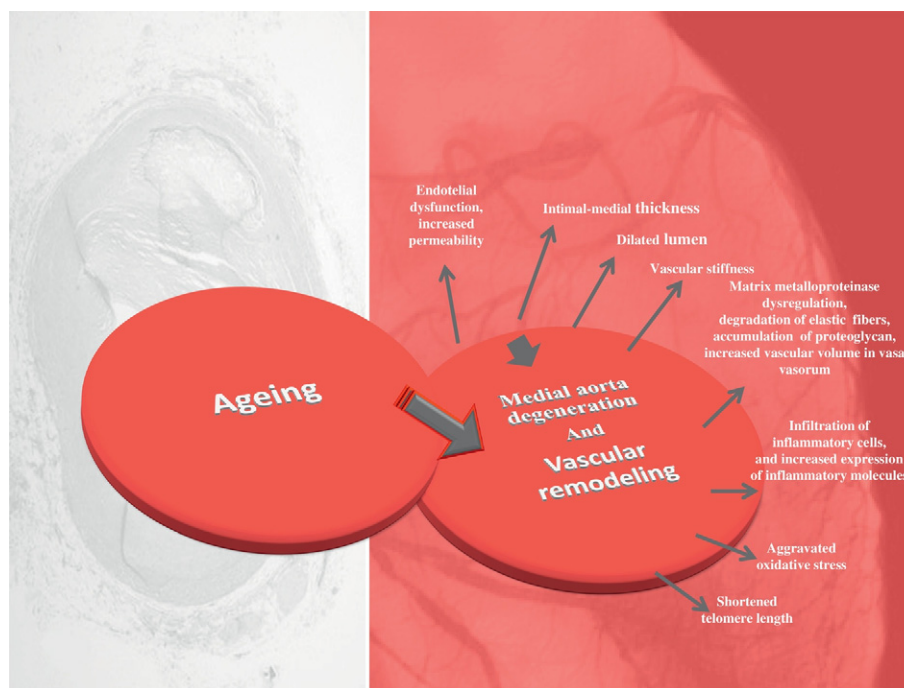 Endotelial
dysfunction,
increased
permeability
Intimal-medial thickness
Dilated lumen
Vascular stiffness
Matrix metalloproteinase
dysregulation,
degradation of elastic fibers,
accumulation of proteoglycan,
increased vascular volume in vasa
vasorum
Ageing
Medial aorta
degeneration
And
Vascular
remodeling
Infiltration of
inflammatory cells,
and increased expression
of inflammatory molecules
Aggravated
oxidative stress
Shortened
telomere length